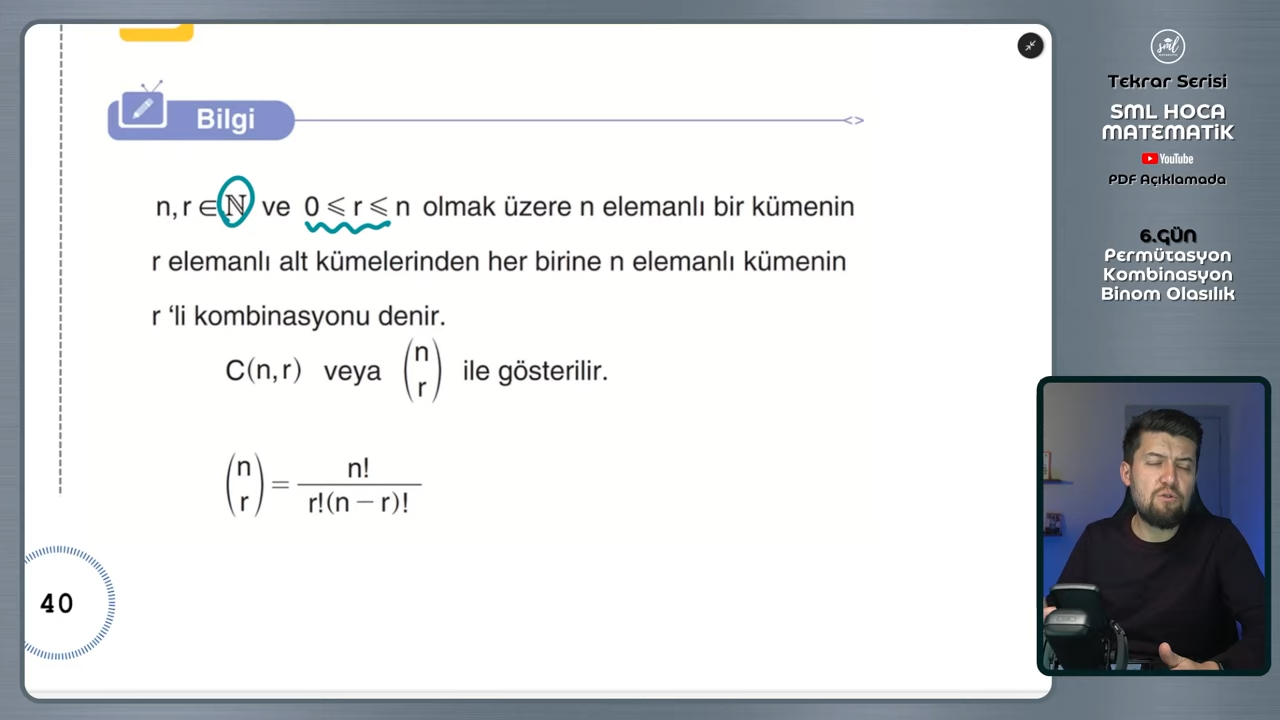 Bilgi
n, r ∈ ℕ ve 0 ⩽ r ⩽ n olmak üzere n elemanlı bir kümenin
r elemanlı alt kümelerinden her birine n elemanlı kümenin
r ‘li kombinasyonu denir.
C(n, r) veya (n r) ile gösterilir.
(n r) = n! / r!(n − r)!
40
sml
Tekrar Serisi
SML HOCA
MATEMATİK
YouTube
PDF Açıklamada
6.GÜN
Permütasyon
Kombinasyon
Binom Olasılık